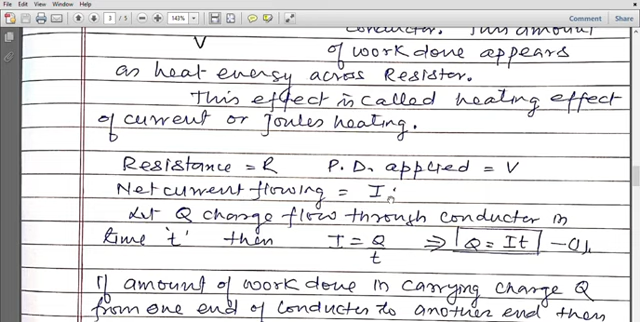 File Edit View Window Help
3 / 5 143% Comment Share
conductor. This amount
V of work done appears
as heat energy across Resistor.
This effect is called heating effect
of current or Joules heating.
Resistance = R P. D. applied = V
Net current flowing = I
Let Q charge flow through conductor in
time 't' then I = Q/t ⇒ Q = It -(1)
If amount of work done in carrying charge Q
from one end of conductor to another end then